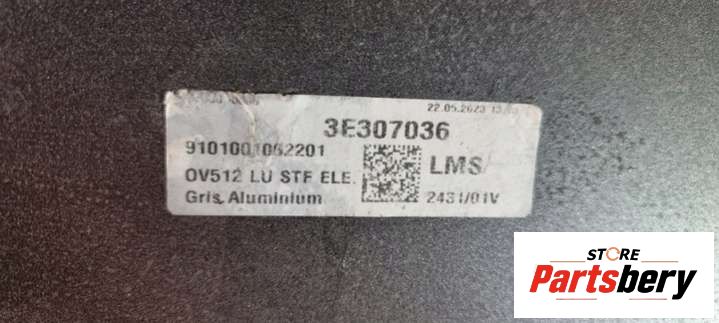 22.05.2023
3E307036
9101001062201
LMS
OV512 LU STF ELE.
Gris Aluminium
2431/01V
STORE
Partsbery